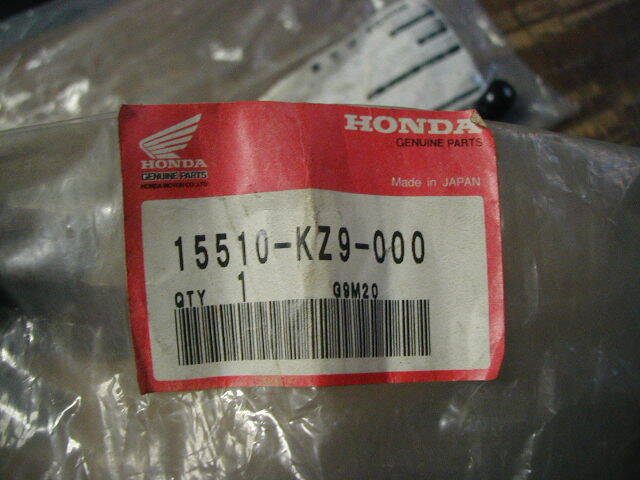 HONDA
GENUINE PARTS
HONDA MOTOR CO.,LTD.
HONDA
GENUINE PARTS
Made in JAPAN
15510-KZ9-000
QTY 1 G9M20